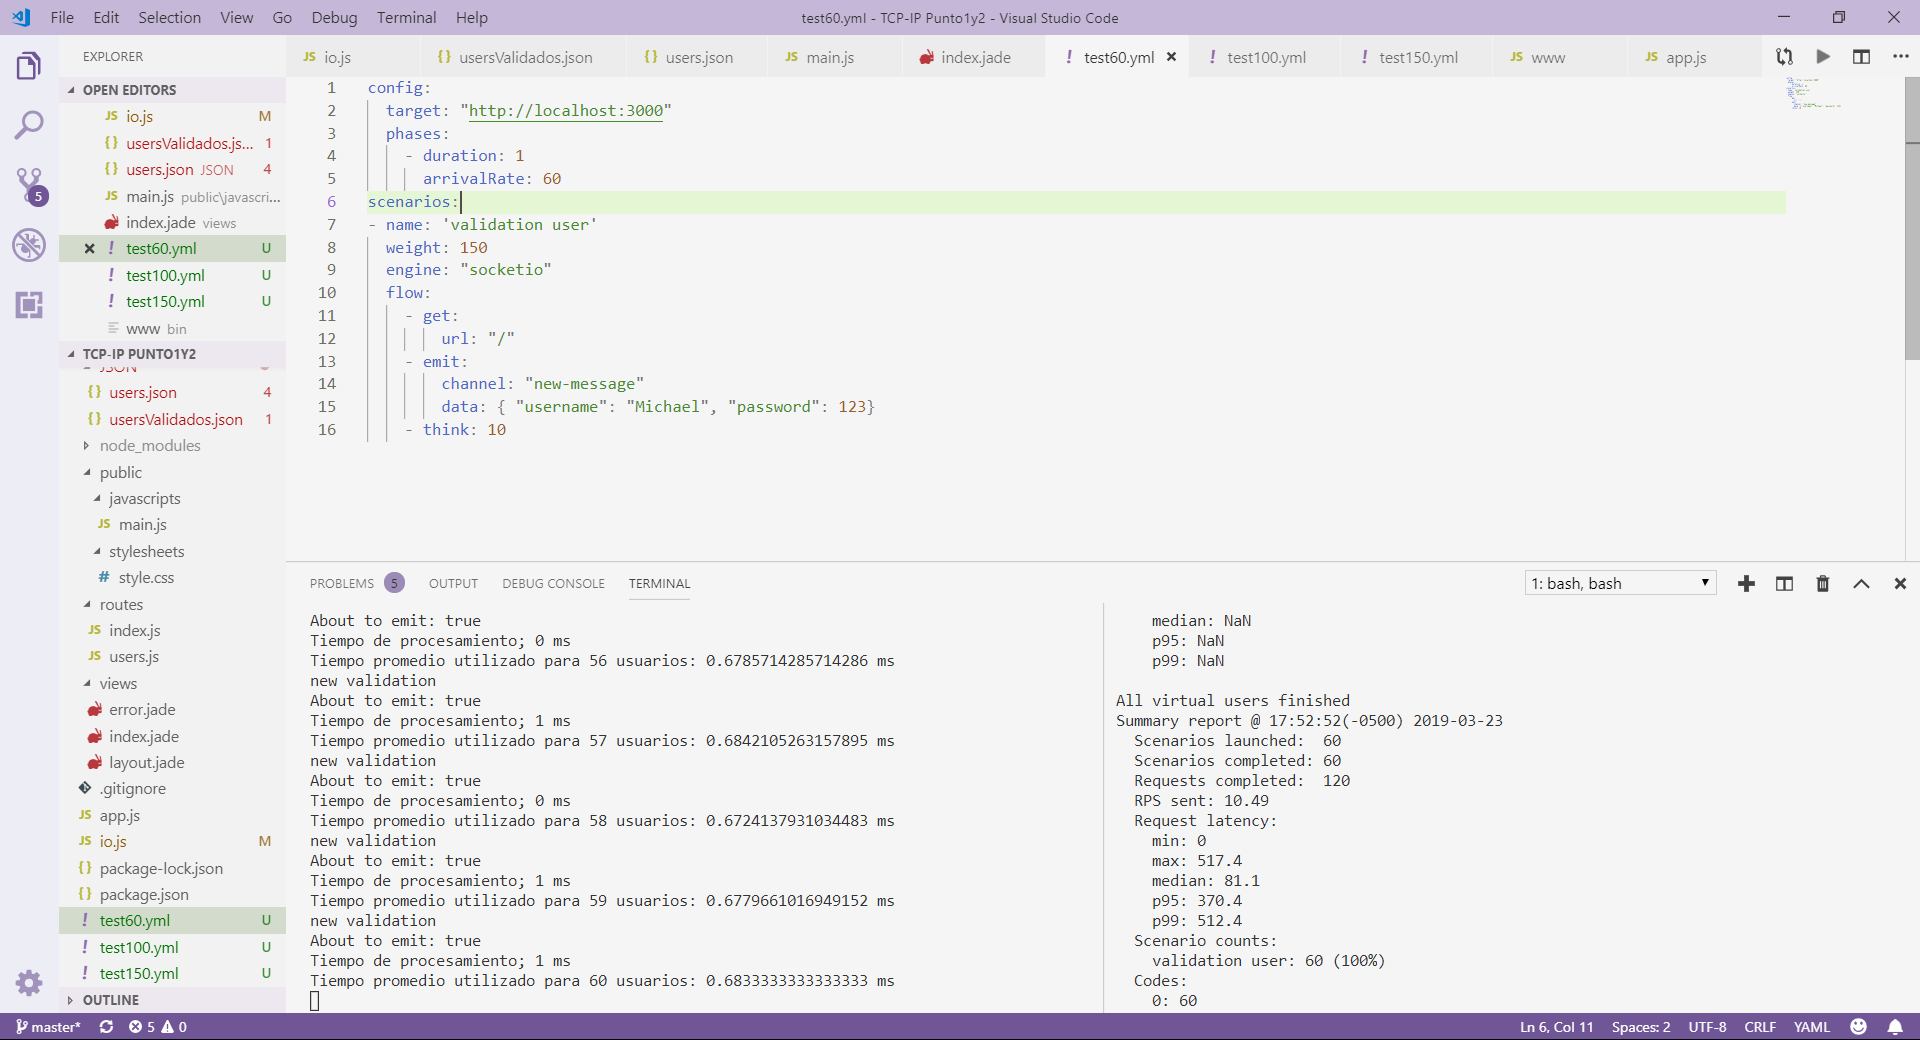 File Edit Selection View Go Debug Terminal Help
test60.yml - TCP-IP Punto1y2 - Visual Studio Code
EXPLORER
JS io.js
{} usersValidados.json
{} users.json
JS main.js
index.jade
! test60.yml
! test100.yml
! test150.yml
JS www
JS app.js
OPEN EDITORS
JS io.js M
{} usersValidados.js... 1
{} users.json JSON 4
JS main.js public\javascri...
index.jade views
! test60.yml U
! test100.yml U
! test150.yml U
www bin
5
TCP-IP PUNTO1Y2
JSON
{} users.json 4
{} usersValidados.json 1
node_modules
public
javascripts
JS main.js
stylesheets
# style.css
routes
JS index.js
JS users.js
views
error.jade
index.jade
layout.jade
.gitignore
JS app.js
JS io.js M
{} package-lock.json
{} package.json
! test60.yml U
! test100.yml U
! test150.yml U
OUTLINE
1 config:
2 target: "http://localhost:3000"
3 phases:
4 - duration: 1
5 arrivalRate: 60
6 scenarios:
7 - name: 'validation user'
8 weight: 150
9 engine: "socketio"
10 flow:
11 - get:
12 url: "/"
13 - emit:
14 channel: "new-message"
15 data: { "username": "Michael", "password": 123}
16 - think: 10
PROBLEMS 5 OUTPUT DEBUG CONSOLE TERMINAL
1: bash, bash
About to emit: true
Tiempo de procesamiento; 0 ms
Tiempo promedio utilizado para 56 usuarios: 0.6785714285714286 ms
new validation
About to emit: true
Tiempo de procesamiento; 1 ms
Tiempo promedio utilizado para 57 usuarios: 0.6842105263157895 ms
new validation
About to emit: true
Tiempo de procesamiento; 0 ms
Tiempo promedio utilizado para 58 usuarios: 0.6724137931034483 ms
new validation
About to emit: true
Tiempo de procesamiento; 1 ms
Tiempo promedio utilizado para 59 usuarios: 0.6779661016949152 ms
new validation
About to emit: true
Tiempo de procesamiento; 1 ms
Tiempo promedio utilizado para 60 usuarios: 0.6833333333333333 ms
median: NaN
p95: NaN
p99: NaN
All virtual users finished
Summary report @ 17:52:52(-0500) 2019-03-23
Scenarios launched: 60
Scenarios completed: 60
Requests completed: 120
RPS sent: 10.49
Request latency:
min: 0
max: 517.4
median: 81.1
p95: 370.4
p99: 512.4
Scenario counts:
validation user: 60 (100%)
Codes:
0: 60
master* 5 0
Ln 6, Col 11 Spaces: 2 UTF-8 CRLF YAML